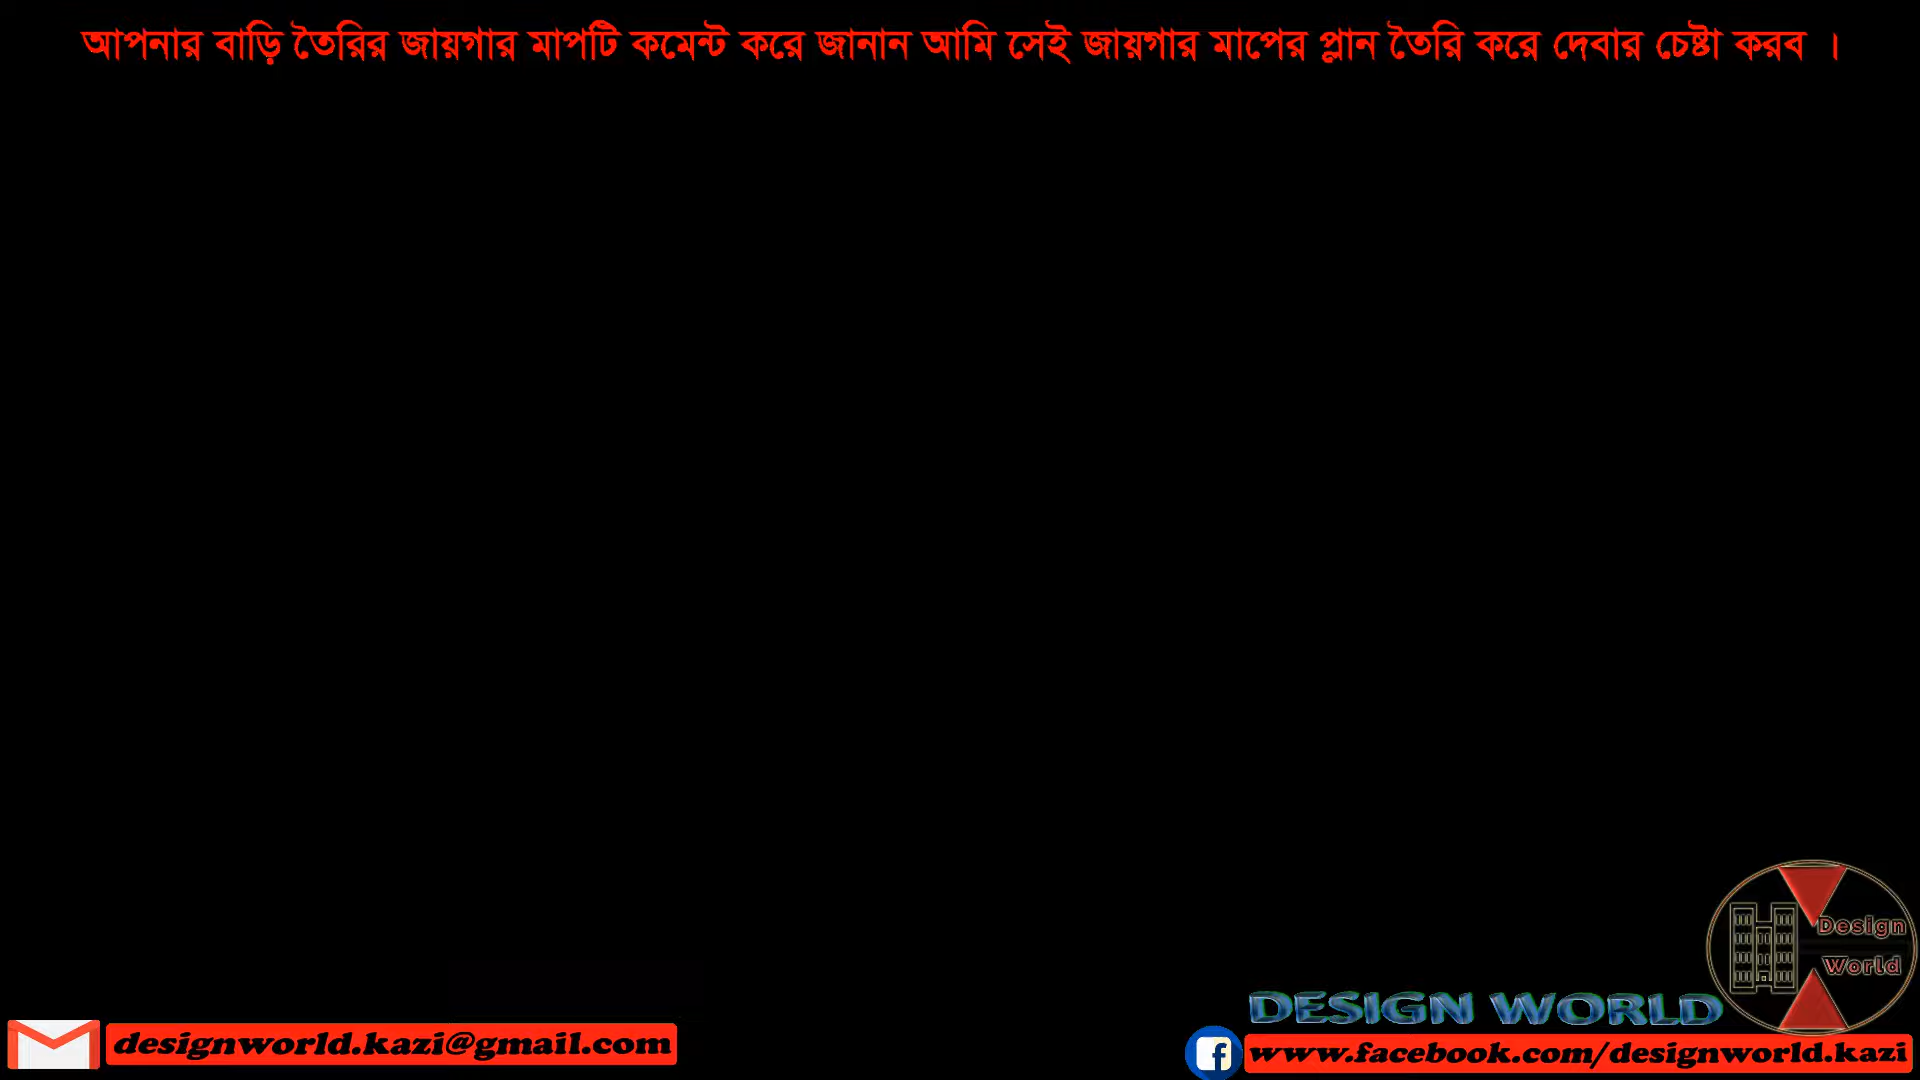 আপনার বাড়ি তৈরির জায়গার মাপটি কমেন্ট করে জানান আমি সেই জায়গার মাপের প্লান তৈরি করে দেবার চেষ্টা করব ।
Design
World
DESIGN WORLD
designworld.kazi@gmail.com
www.facebook.com/designworld.kazi